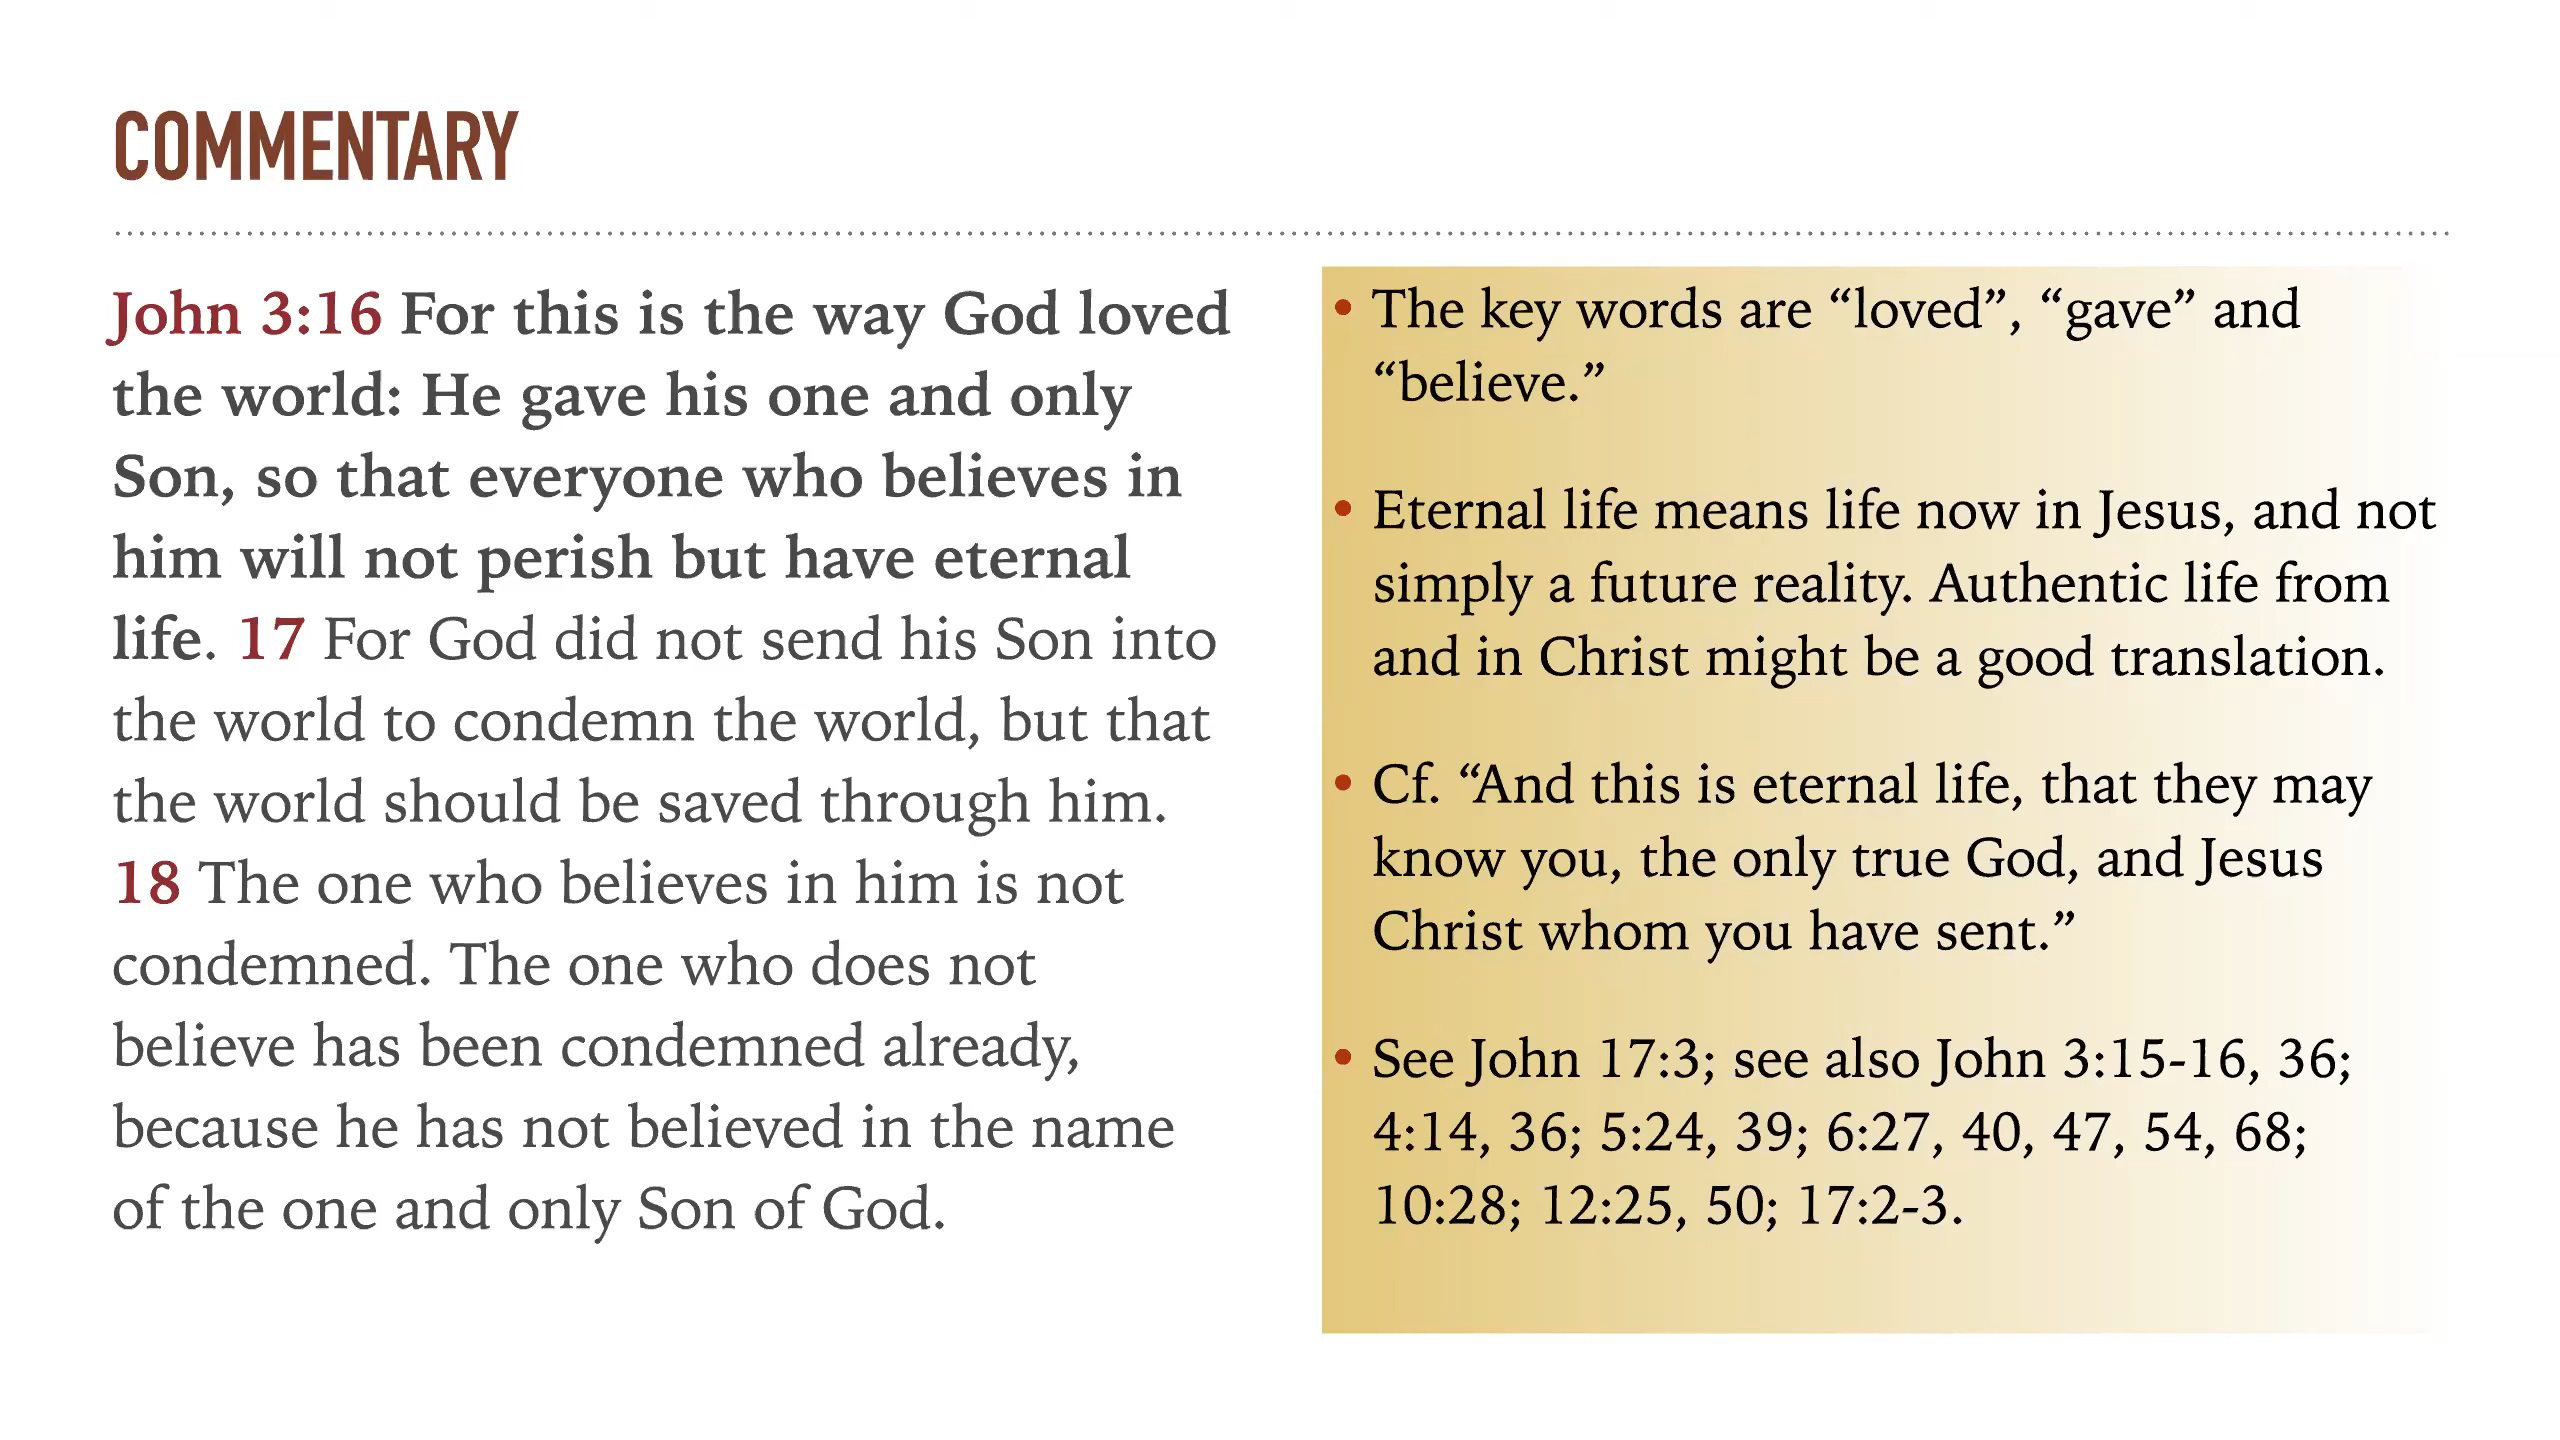 COMMENTARY
John 3:16 For this is the way God loved
the world: He gave his one and only
Son, so that everyone who believes in
him will not perish but have eternal
life. 17 For God did not send his Son into
the world to condemn the world, but that
the world should be saved through him.
18 The one who believes in him is not
condemned. The one who does not
believe has been condemned already,
because he has not believed in the name
of the one and only Son of God.
• The key words are “loved”, “gave” and
“believe.”
• Eternal life means life now in Jesus, and not
simply a future reality. Authentic life from
and in Christ might be a good translation.
• Cf. “And this is eternal life, that they may
know you, the only true God, and Jesus
Christ whom you have sent.”
• See John 17:3; see also John 3:15-16, 36;
4:14, 36; 5:24, 39; 6:27, 40, 47, 54, 68;
10:28; 12:25, 50; 17:2-3.